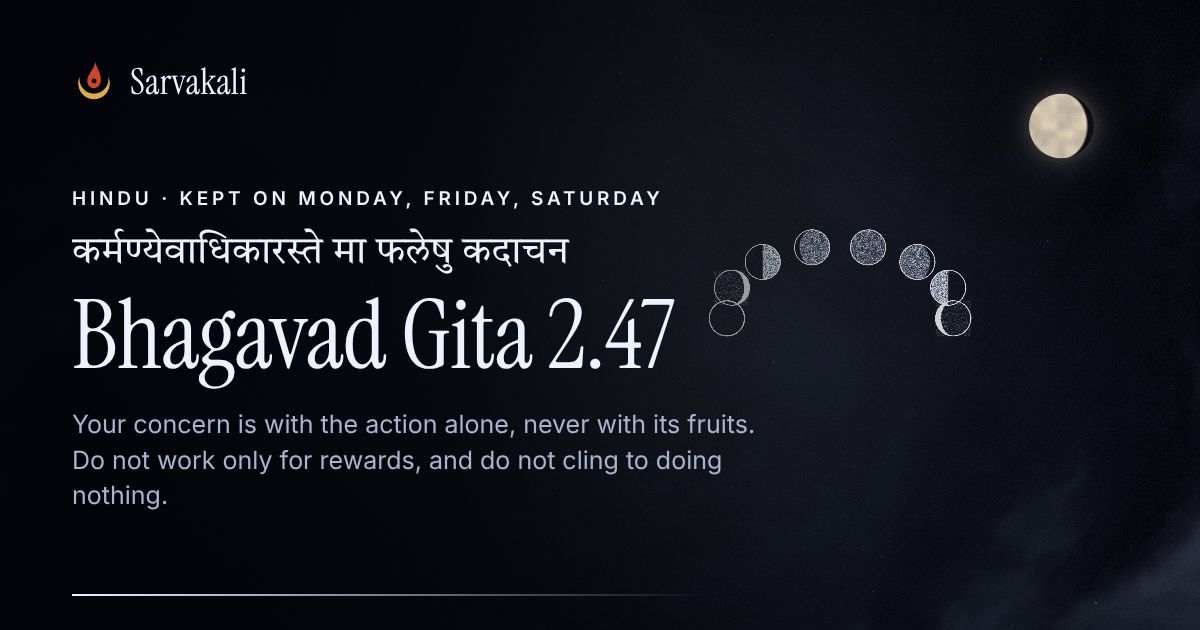 Sarvakali
HINDU · KEPT ON MONDAY, FRIDAY, SATURDAY
कर्मण्येवाधिकारस्ते मा फलेषु कदाचन
Bhagavad Gita 2.47
Your concern is with the action alone, never with its fruits.
Do not work only for rewards, and do not cling to doing
nothing.